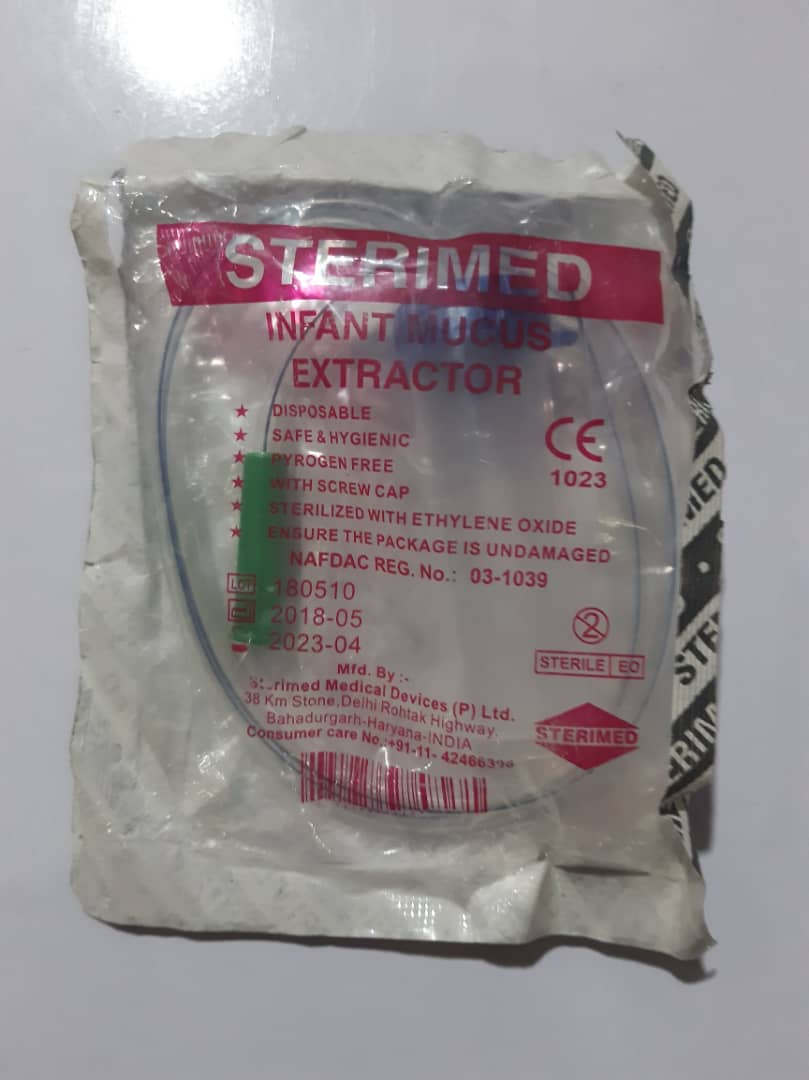 STERIMED
INFANT MUCUS
EXTRACTOR
★ DISPOSABLE
★ SAFE & HYGIENIC
★ PYROGEN FREE
★ WITH SCREW CAP
★ STERILIZED WITH ETHYLENE OXIDE
★ ENSURE THE PACKAGE IS UNDAMAGED
NAFDAC REG. No.: 03-1039
CE
1023
LOT 180510
2018-05
2023-04
2
STERILE EO
Mfd. By :-
Sterimed Medical Devices (P) Ltd.
38 Km Stone, Delhi Rohtak Highway.
Bahadurgarh-Haryana-INDIA
Consumer care No.:+91-11-
STERIMED